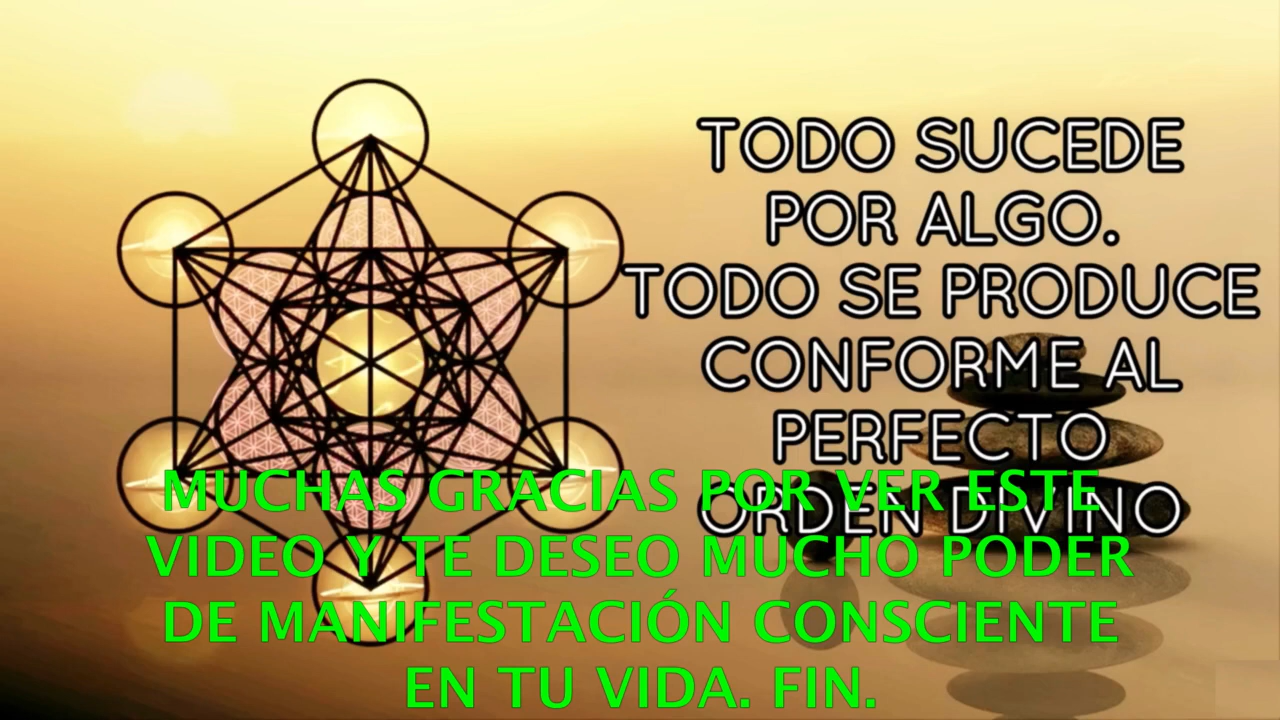 TODO SUCEDE
POR ALGO.
TODO SE PRODUCE
CONFORME AL
PERFECTO
ORDEN DIVINO
MUCHAS GRACIAS POR VER ESTE
VIDEO Y TE DESEO MUCHO PODER
DE MANIFESTACIÓN CONSCIENTE
EN TU VIDA. FIN.